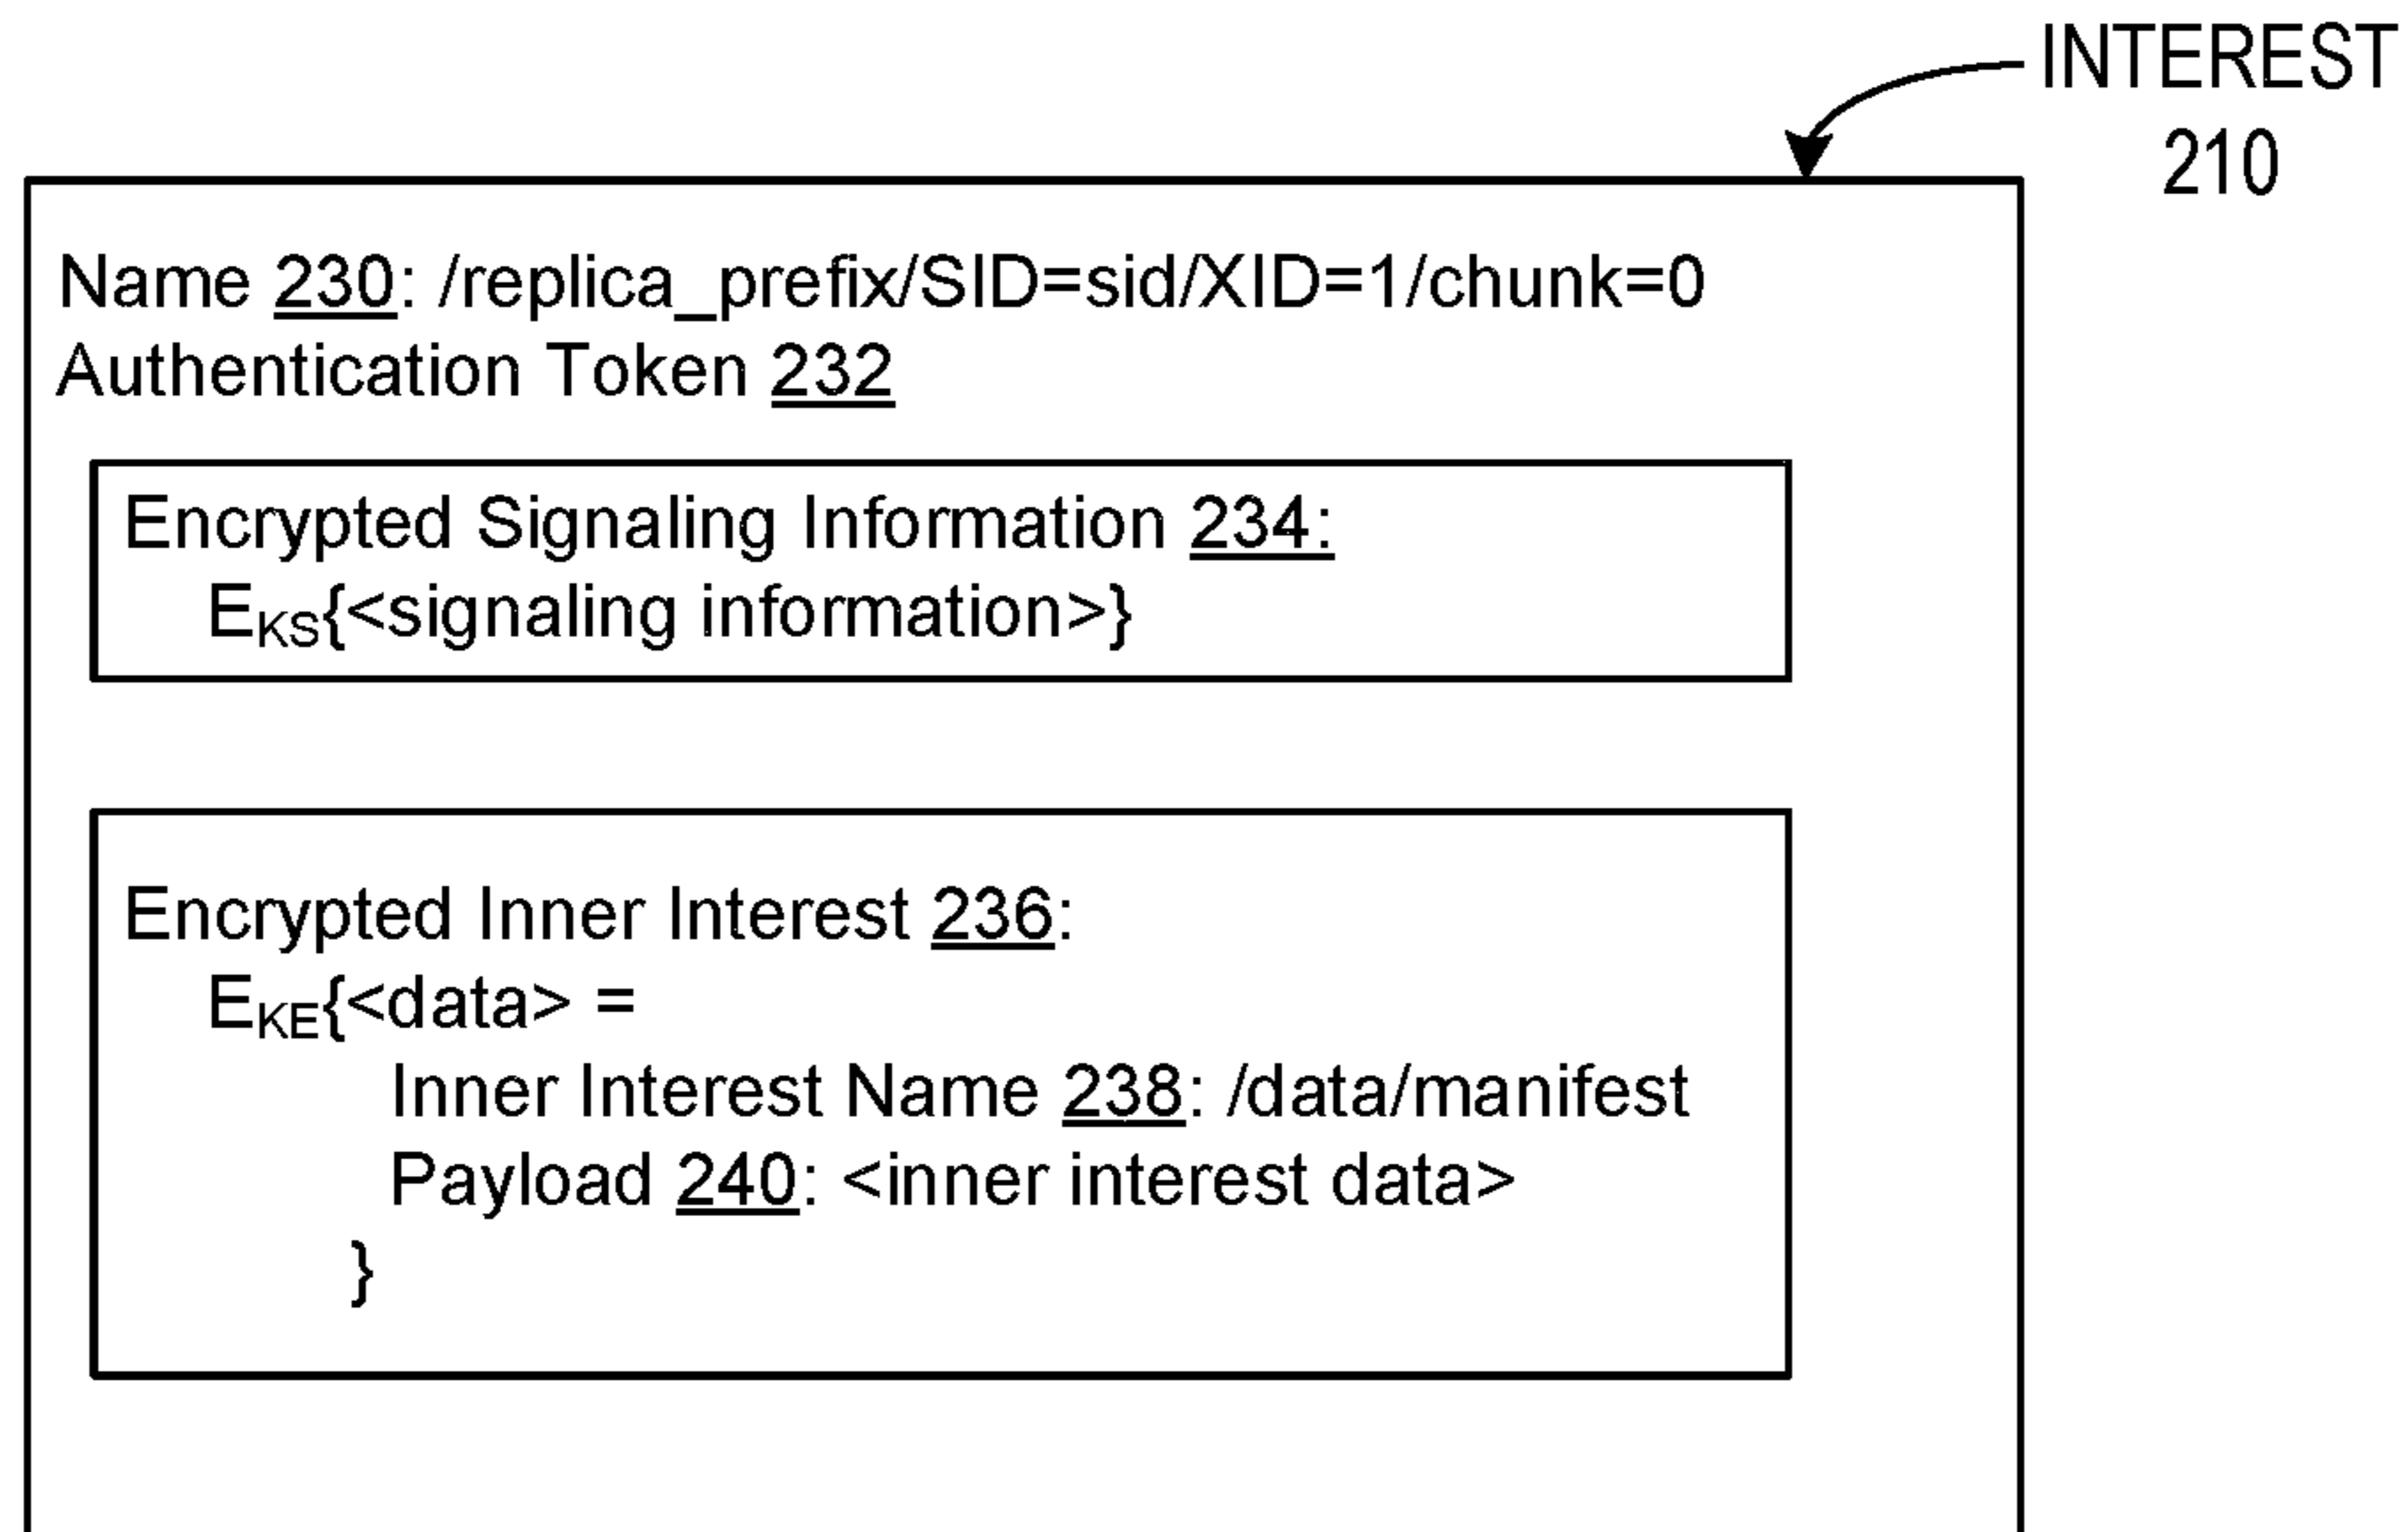 INTEREST
210
Name 230: /replica_prefix/SID=sid/XID=1/chunk=0
Authentication Token 232
Encrypted Signaling Information 234:
EKS{<signaling information>}
Encrypted Inner Interest 236:
EKE{<data> =
Inner Interest Name 238: /data/manifest
Payload 240: <inner interest data>
}